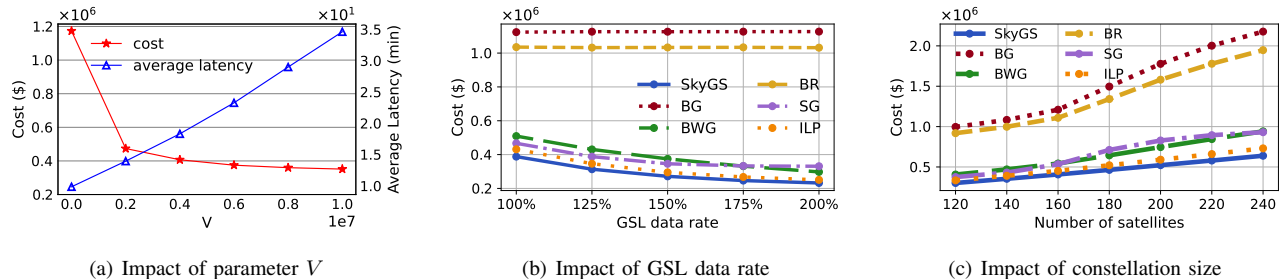 ×10⁶
×10¹
1.2
1.0
0.8
0.6
0.4
0.2
Cost ($)
cost
average latency
3.5
3.0
2.5
2.0
1.5
1.0
Average Latency (min)
0.0 0.2 0.4 0.6 0.8 1.0
V
1e7
(a) Impact of parameter V
×10⁶
1.0
0.8
0.6
0.4
0.2
Cost ($)
SkyGS
BG
BWG
BR
SG
ILP
100% 125% 150% 175% 200%
GSL data rate
(b) Impact of GSL data rate
×10⁶
2.0
1.5
1.0
0.5
Cost ($)
SkyGS
BG
BWG
BR
SG
ILP
120 140 160 180 200 220 240
Number of satellites
(c) Impact of constellation size